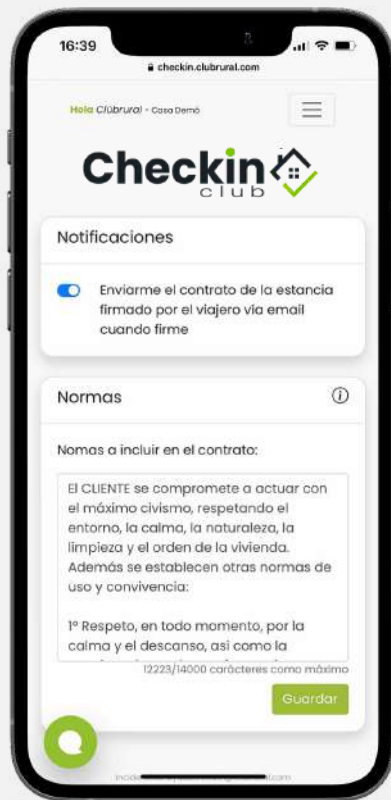 16:39
checkin.clubrural.com
Hola Clubrural - Casa Demo
Checkin
club
Notificaciones
Enviarme el contrato de la estancia
firmado por el viajero vía email
cuando firme
Normas
Nomas a incluir en el contrato:
El CLIENTE se compromete a actuar con
el máximo civismo, respetando el
entorno, la calma, la naturaleza, la
limpieza y el orden de la vivienda.
Además se establecen otras normas de
uso y convivencia:
1º Respeto, en todo momento, por la
calma y el descanso, así como la
12223/14000 carácteres como máximo
Guardar